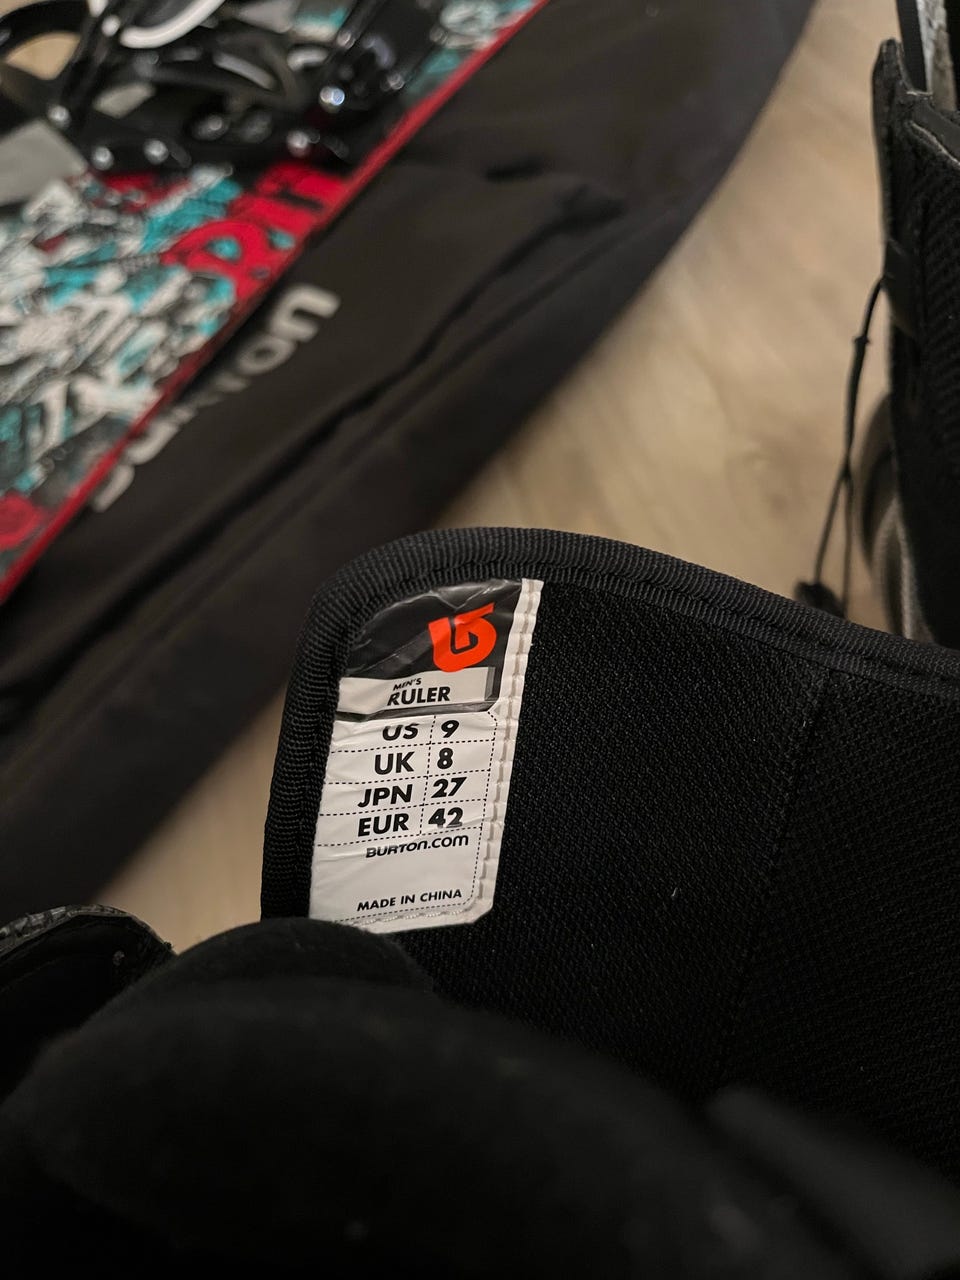 BURTON
MEN'S
RULER
US 9
UK 8
JPN 27
EUR 42
BURTON.COM
MADE IN CHINA